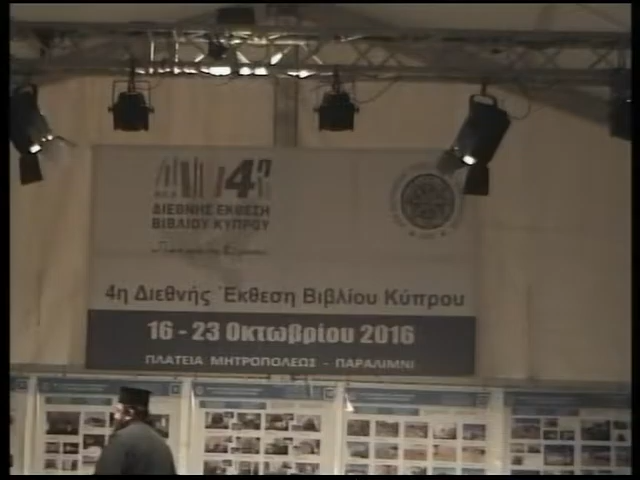 4η
ΔΙΕΘΝΗΣ ΕΚΘΕΣΗ
ΒΙΒΛΙΟΥ ΚΥΠΡΟΥ
4η Διεθνής Έκθεση Βιβλίου Κύπρου
16 - 23 Οκτωβρίου 2016
ΠΛΑΤΕΙΑ ΜΗΤΡΟΠΟΛΕΩΣ - ΠΑΡΑΛΙΜΝΙ